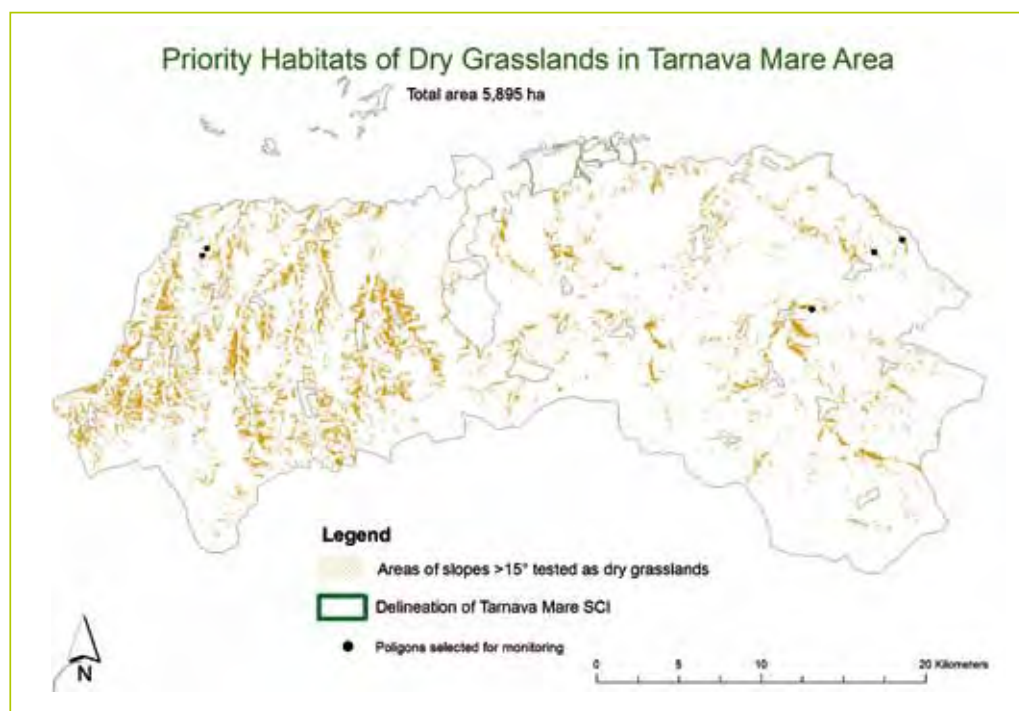 Priority Habitats of Dry Grasslands in Tarnava Mare Area
Total area 5,895 ha
Legend
Areas of slopes >15° tested as dry grasslands
Delineation of Tarnava Mare SCI
Poligons selected for monitoring
N
0 5 10 20 Kilometers